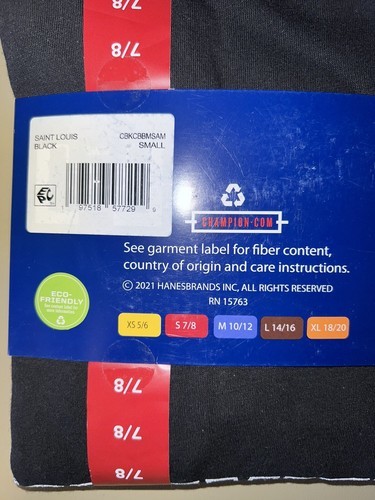 7/8
7/8
SAINT LOUIS CBKCBBMSAM
BLACK SMALL
97518 57729
CHAMPION.COM
See garment label for fiber content,
country of origin and care instructions.
© 2021 HANESBRANDS INC, ALL RIGHTS RESERVED
RN 15763
ECO-
FRIENDLY
XS 5/6 S 7/8 M 10/12 L 14/16 XL 18/20
7/8
7/8
7/8